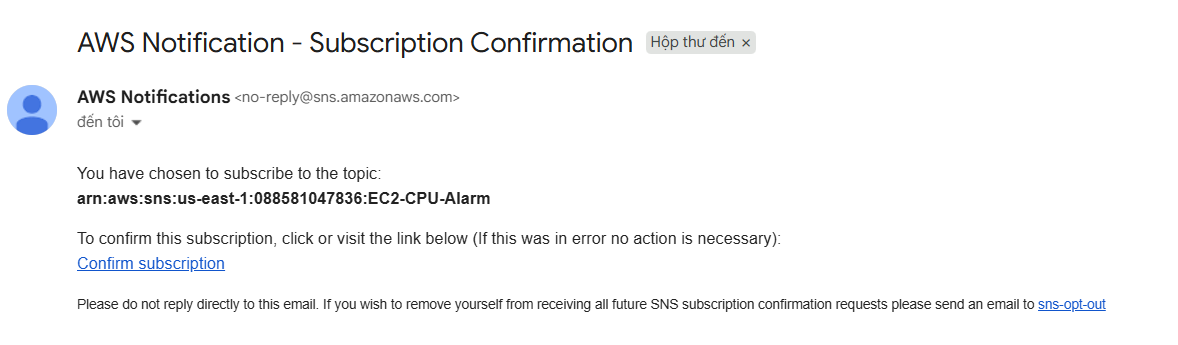 AWS Notification - Subscription Confirmation Hộp thư đến ×
AWS Notifications <no-reply@sns.amazonaws.com>
đến tôi
You have chosen to subscribe to the topic:
arn:aws:sns:us-east-1:088581047836:EC2-CPU-Alarm
To confirm this subscription, click or visit the link below (If this was in error no action is necessary):
Confirm subscription
Please do not reply directly to this email. If you wish to remove yourself from receiving all future SNS subscription confirmation requests please send an email to sns-opt-out